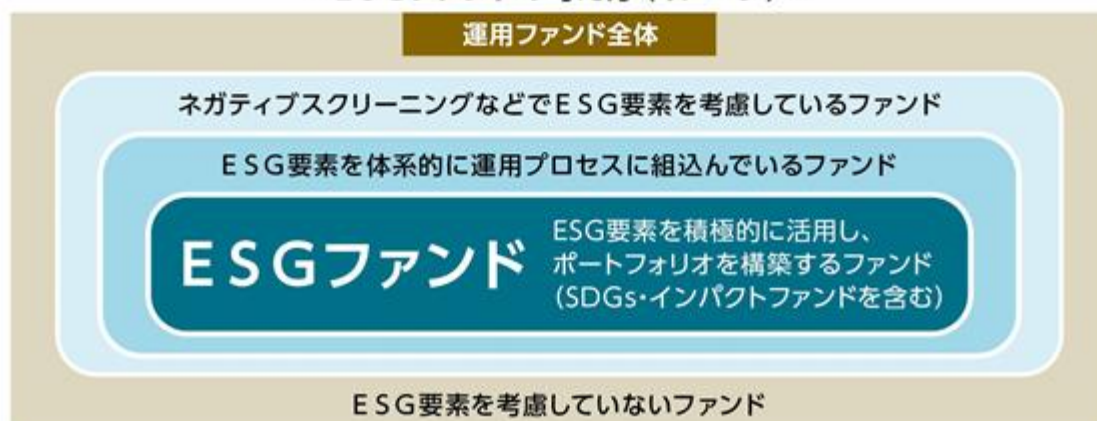 運用ファンド全体
ネガティブスクリーニングなどでESG要素を考慮しているファンド
ESG要素を体系的に運用プロセスに組込んでいるファンド
ESGファンド
ESG要素を積極的に活用し、
ポートフォリオを構築するファンド
(SDGs・インパクトファンドを含む)
ESG要素を考慮していないファンド